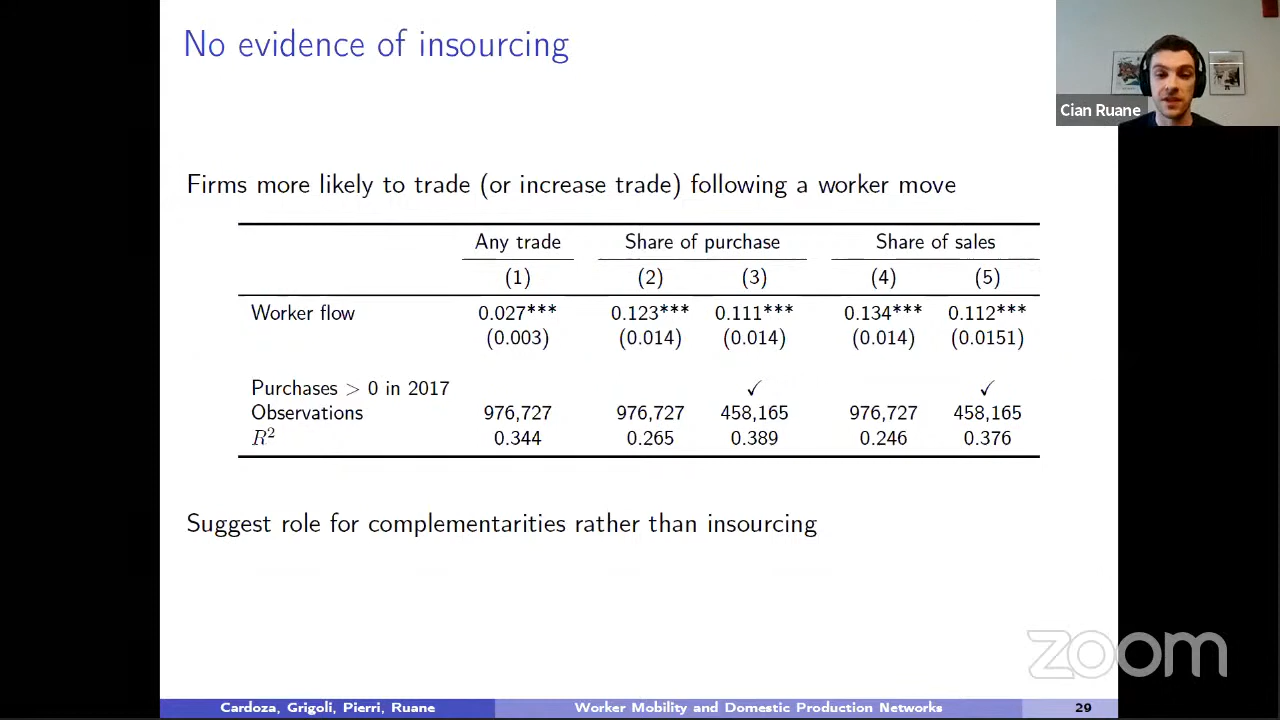 No evidence of insourcing
Cian Ruane
Firms more likely to trade (or increase trade) following a worker move
Any trade Share of purchase Share of sales
(1) (2) (3) (4) (5)
Worker flow 0.027*** 0.123*** 0.111*** 0.134*** 0.112***
(0.003) (0.014) (0.014) (0.014) (0.0151)
Purchases > 0 in 2017 ✓ ✓
Observations 976,727 976,727 458,165 976,727 458,165
R² 0.344 0.265 0.389 0.246 0.376
Suggest role for complementarities rather than insourcing
zoom
Cardoza, Grigoli, Pierri, Ruane Worker Mobility and Domestic Production Networks 29